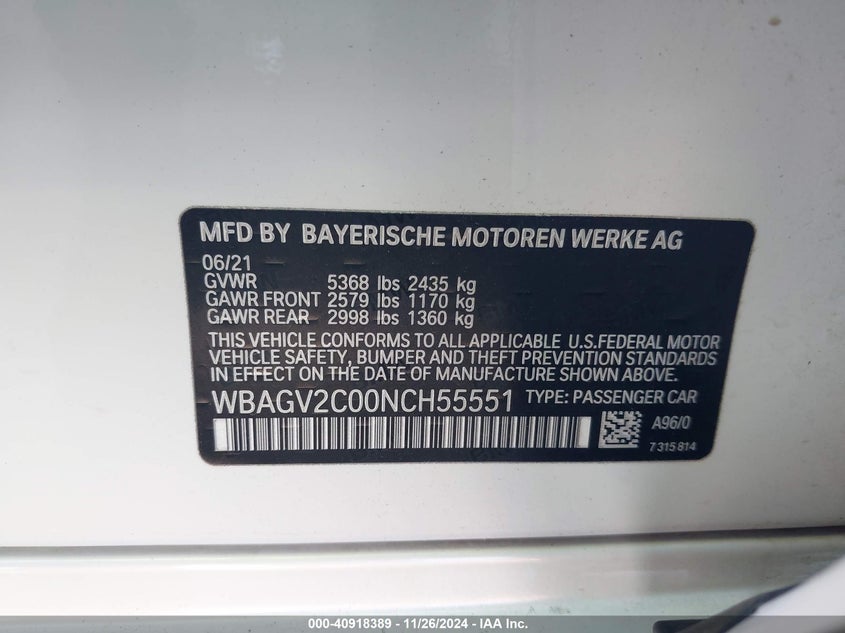 MFD BY BAYERISCHE MOTOREN WERKE AG
06/21
GVWR 5368 lbs 2435 kg
GAWR FRONT 2579 lbs 1170 kg
GAWR REAR 2998 lbs 1360 kg
THIS VEHICLE CONFORMS TO ALL APPLICABLE U.S.FEDERAL MOTOR
VEHICLE SAFETY, BUMPER AND THEFT PREVENTION STANDARDS
IN EFFECT ON THE DATE OF MANUFACTURE SHOWN ABOVE.
WBAGV2C00NCH55551 TYPE: PASSENGER CAR
A96/0
7 315 814
000-40918389 - 11/26/2024 - IAA Inc.